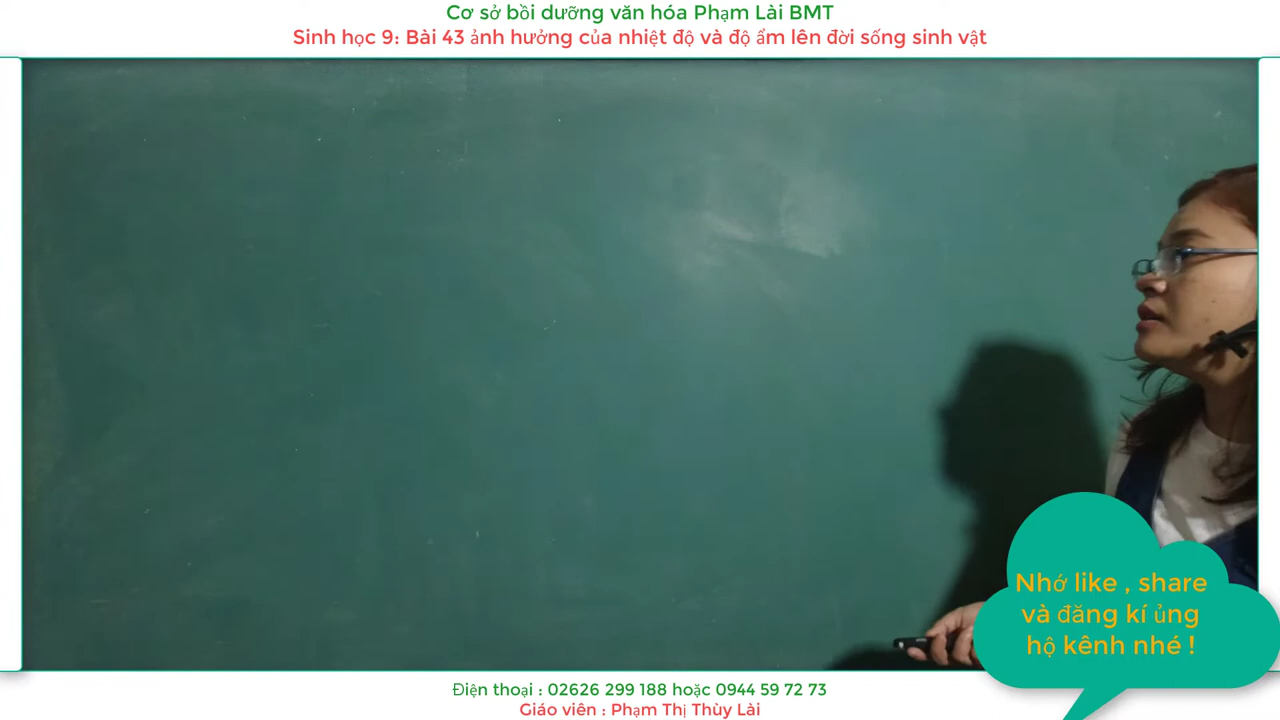 Cơ sở bồi dưỡng văn hóa Phạm Lài BMT
Sinh học 9: Bài 43 ảnh hưởng của nhiệt độ và độ ẩm lên đời sống sinh vật
Nhớ like , share
và đăng kí ủng
hộ kênh nhé !
Điện thoại : 02626 299 188 hoặc 0944 59 72 73
Giáo viên : Phạm Thị Thùy Lài